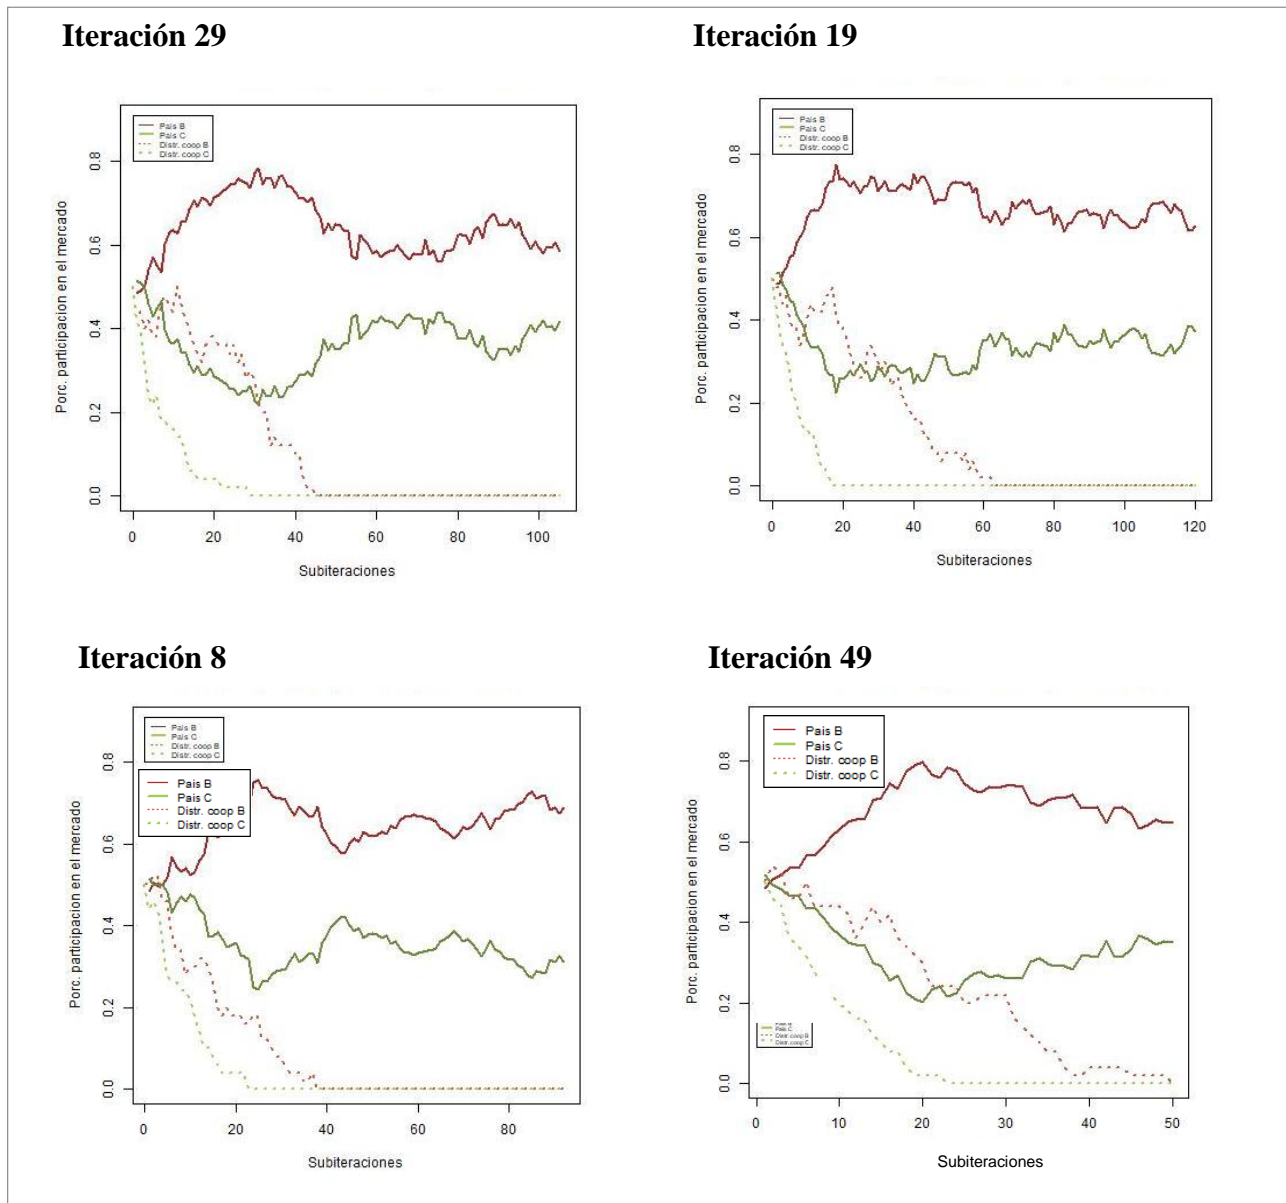 Iteración 29
Pais B
Pais C
Distr. coop B
Distr. coop C
0.8
0.6
0.4
0.2
0.0
Porc. participacion en el mercado
0 20 40 60 80 100
Subiteraciones
Iteración 19
Pais B
Pais C
Distr. coop B
Distr. coop C
0.8
0.6
0.4
0.2
0.0
Porc. participacion en el mercado
0 20 40 60 80 100 120
Subiteraciones
Iteración 8
Pais B
Pais C
Distr. coop B
Distr. coop C
Pais B
Pais C
Distr. coop B
Distr. coop C
0.8
0.6
0.4
0.2
0.0
Porc. participacion en el mercado
0 20 40 60 80
Subiteraciones
Iteración 49
Pais B
Pais C
Distr. coop B
Distr. coop C
0.8
0.6
0.4
0.2
0.0
Porc. participacion en el mercado
Pais B
Pais C
Distr. coop B
Distr. coop C
0 10 20 30 40 50
Subiteraciones